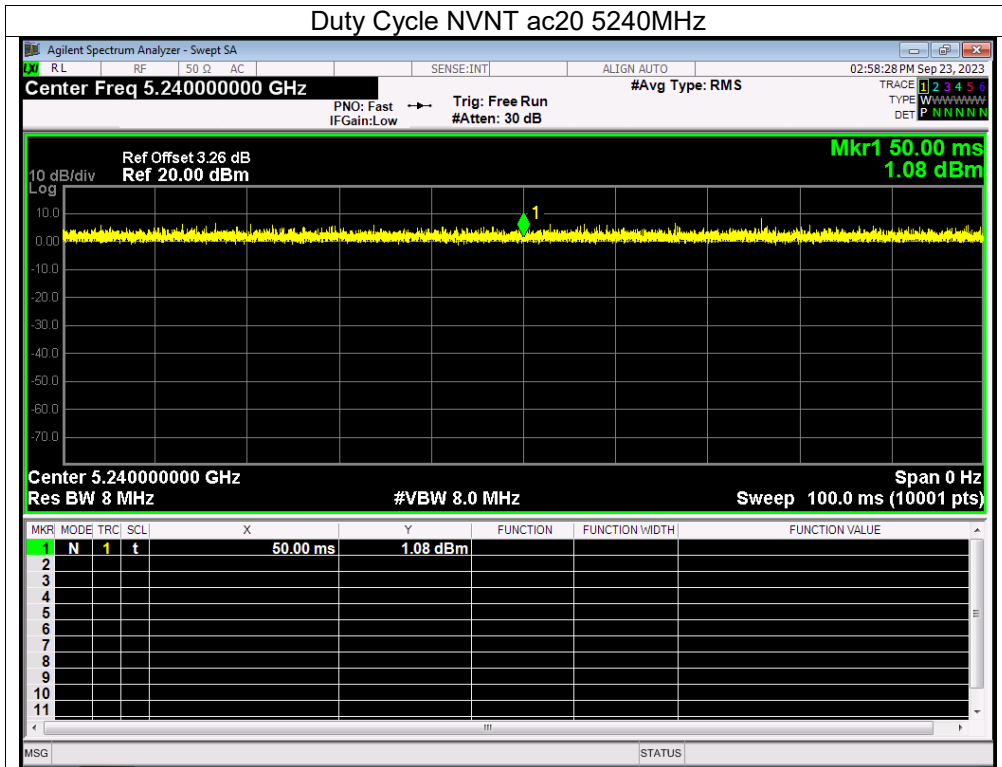 Duty Cycle NVNT ac20 5240MHz
Agilent Spectrum Analyzer - Swept SA
LXI RL RF 50 Ω AC SENSE:INT ALIGN AUTO 02:58:28 PM Sep 23, 2023
Center Freq 5.240000000 GHz #Avg Type: RMS TRACE 1 2 3 4 5 6
PNO: Fast Trig: Free Run TYPE WWWWWW
IFGain:Low #Atten: 30 dB DET P N N N N N
Mkr1 50.00 ms
1.08 dBm
Ref Offset 3.26 dB
10 dB/div Ref 20.00 dBm
Log
10.0
1
0.00
-10.0
-20.0
-30.0
-40.0
-50.0
-60.0
-70.0
Center 5.240000000 GHz Span 0 Hz
Res BW 8 MHz #VBW 8.0 MHz Sweep 100.0 ms (10001 pts)
MKR MODE TRC SCL X Y FUNCTION FUNCTION WIDTH FUNCTION VALUE
1 N 1 t 50.00 ms 1.08 dBm
2
3
4
5
6
7
8
9
10
11
MSG STATUS